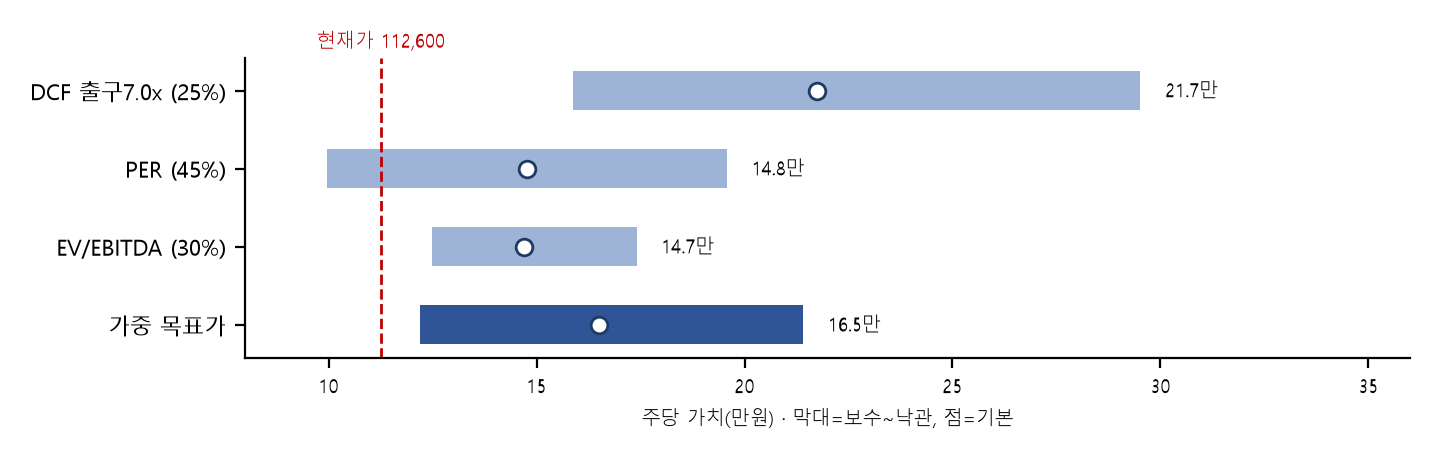 현재가 112,600
DCF 출구7.0x (25%)
21.7만
PER (45%)
14.8만
EV/EBITDA (30%)
14.7만
가중 목표가
16.5만
10 15 20 25 30 35
주당 가치(만원) · 막대=보수~낙관, 점=기본